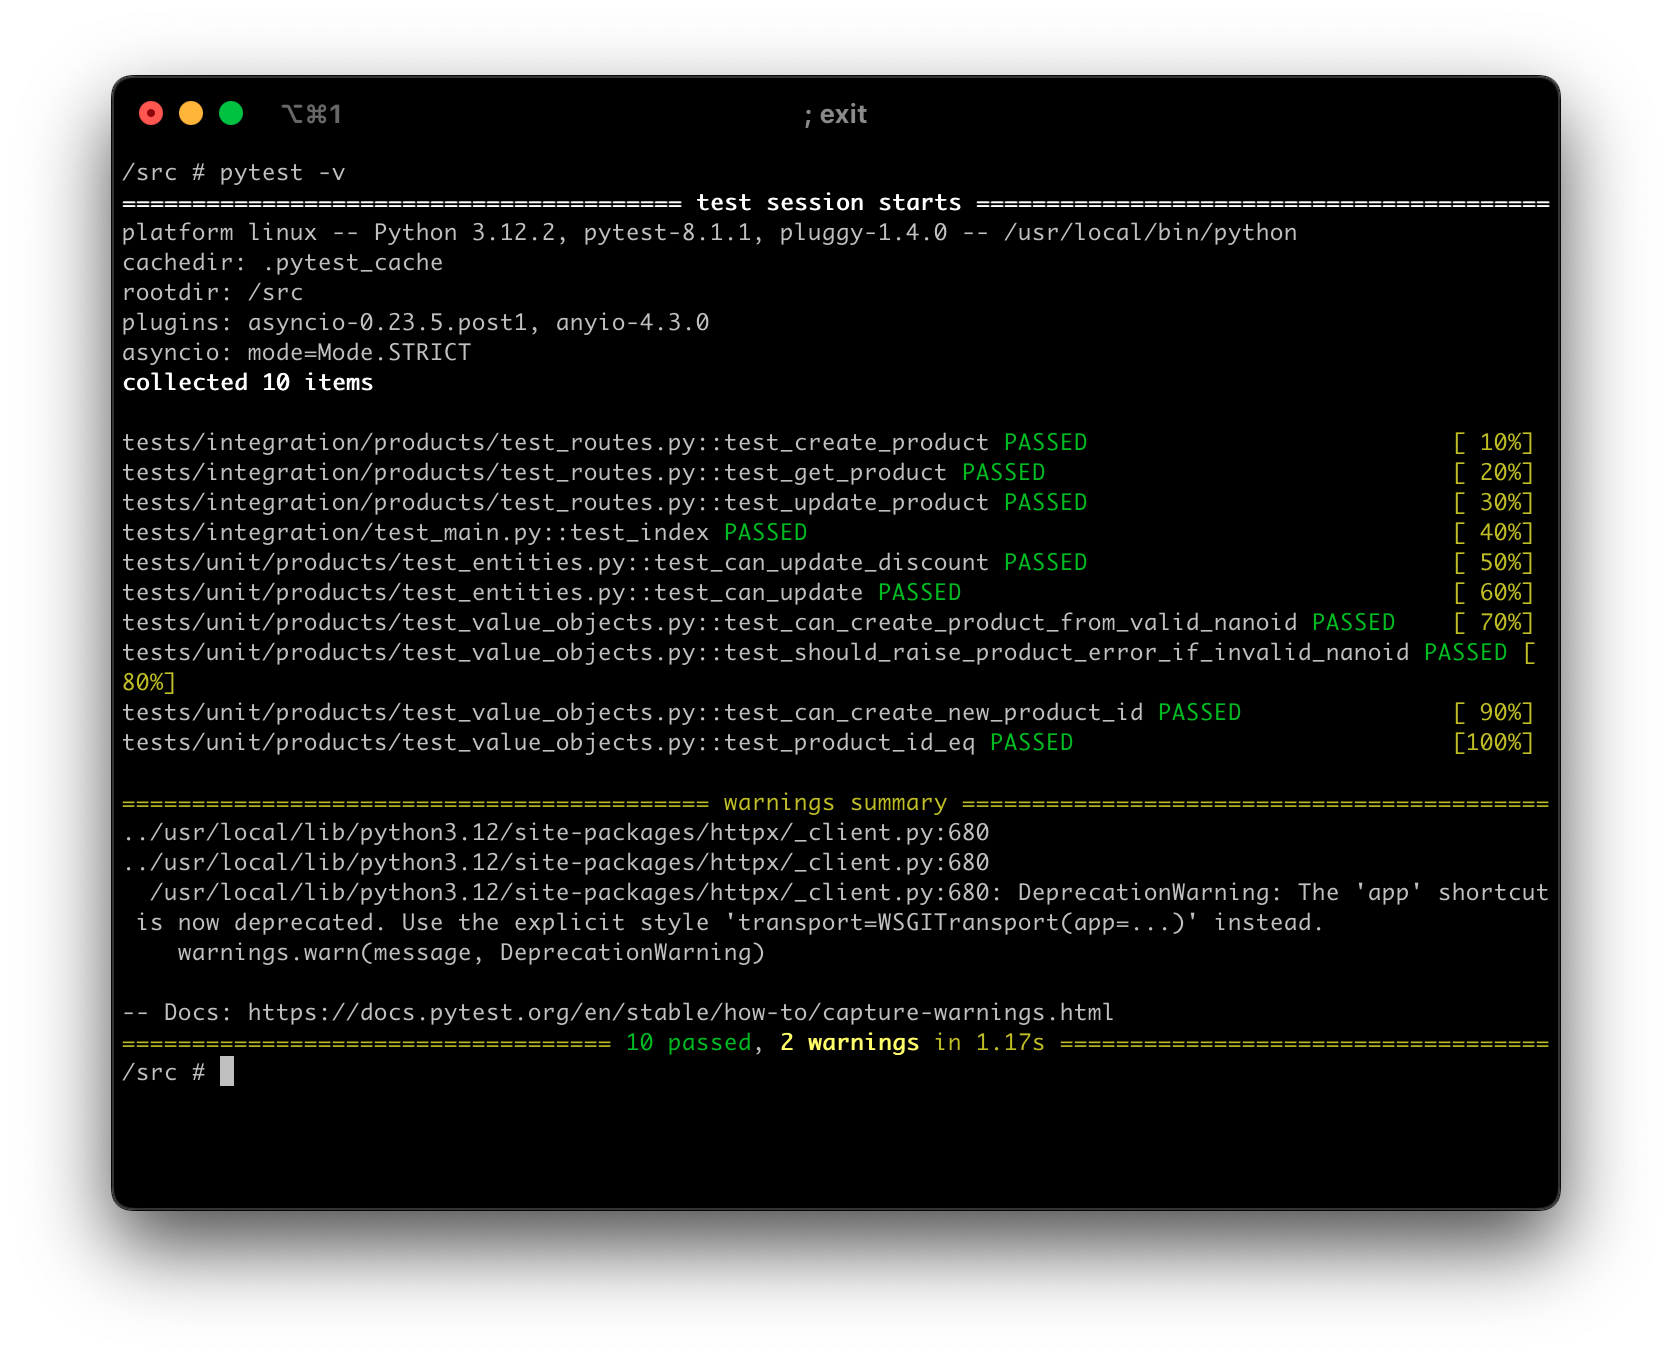 ⌥⌘1
; exit
/src # pytest -v
======================================== test session starts =========================================
platform linux -- Python 3.12.2, pytest-8.1.1, pluggy-1.4.0 -- /usr/local/bin/python
cachedir: .pytest_cache
rootdir: /src
plugins: asyncio-0.23.5.post1, anyio-4.3.0
asyncio: mode=Mode.STRICT
collected 10 items
tests/integration/products/test_routes.py::test_create_product PASSED                          [ 10%]
tests/integration/products/test_routes.py::test_get_product PASSED                             [ 20%]
tests/integration/products/test_routes.py::test_update_product PASSED                          [ 30%]
tests/integration/test_main.py::test_index PASSED                                              [ 40%]
tests/unit/products/test_entities.py::test_can_update_discount PASSED                          [ 50%]
tests/unit/products/test_entities.py::test_can_update PASSED                                   [ 60%]
tests/unit/products/test_value_objects.py::test_can_create_product_from_valid_nanoid PASSED    [ 70%]
tests/unit/products/test_value_objects.py::test_should_raise_product_error_if_invalid_nanoid PASSED [
80%]
tests/unit/products/test_value_objects.py::test_can_create_new_product_id PASSED               [ 90%]
tests/unit/products/test_value_objects.py::test_product_id_eq PASSED                           [100%]
========================================== warnings summary ==========================================
../usr/local/lib/python3.12/site-packages/httpx/_client.py:680
../usr/local/lib/python3.12/site-packages/httpx/_client.py:680
  /usr/local/lib/python3.12/site-packages/httpx/_client.py:680: DeprecationWarning: The 'app' shortcut
 is now deprecated. Use the explicit style 'transport=WSGITransport(app=...)' instead.
    warnings.warn(message, DeprecationWarning)
-- Docs: https://docs.pytest.org/en/stable/how-to/capture-warnings.html
=================================== 10 passed, 2 warnings in 1.17s ===================================
/src #